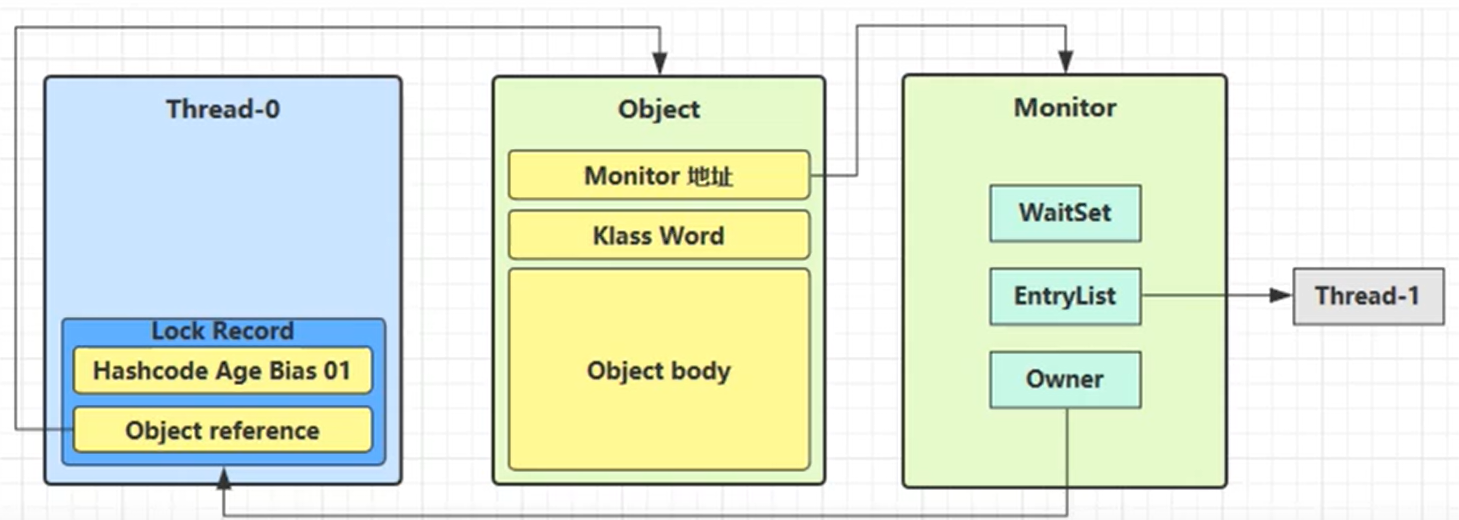 Thread-0
Lock Record
Hashcode Age Bias 01
Object reference
Object
Monitor 地址
Klass Word
Object body
Monitor
WaitSet
EntryList
Owner
Thread-1